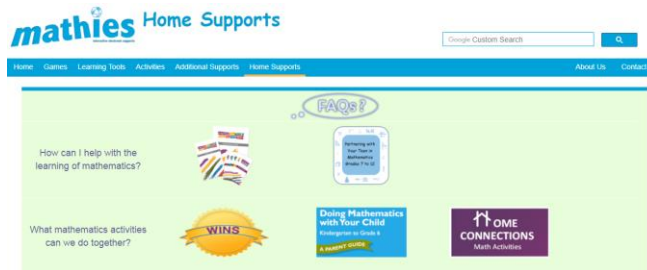 mathies Home Supports
Google Custom Search
Home Games Learning Tools Activities Additional Supports Home Supports About Us Contact
FAQs?
How can I help with the
learning of mathematics?
Partnering with
Your Teen in
Mathematics
Grades 7 to 12
What mathematics activities
can we do together?
WINS
Doing Mathematics
with Your Child
Kindergarten to Grade 6
A PARENT GUIDE
HOME
CONNECTIONS
Math Activities